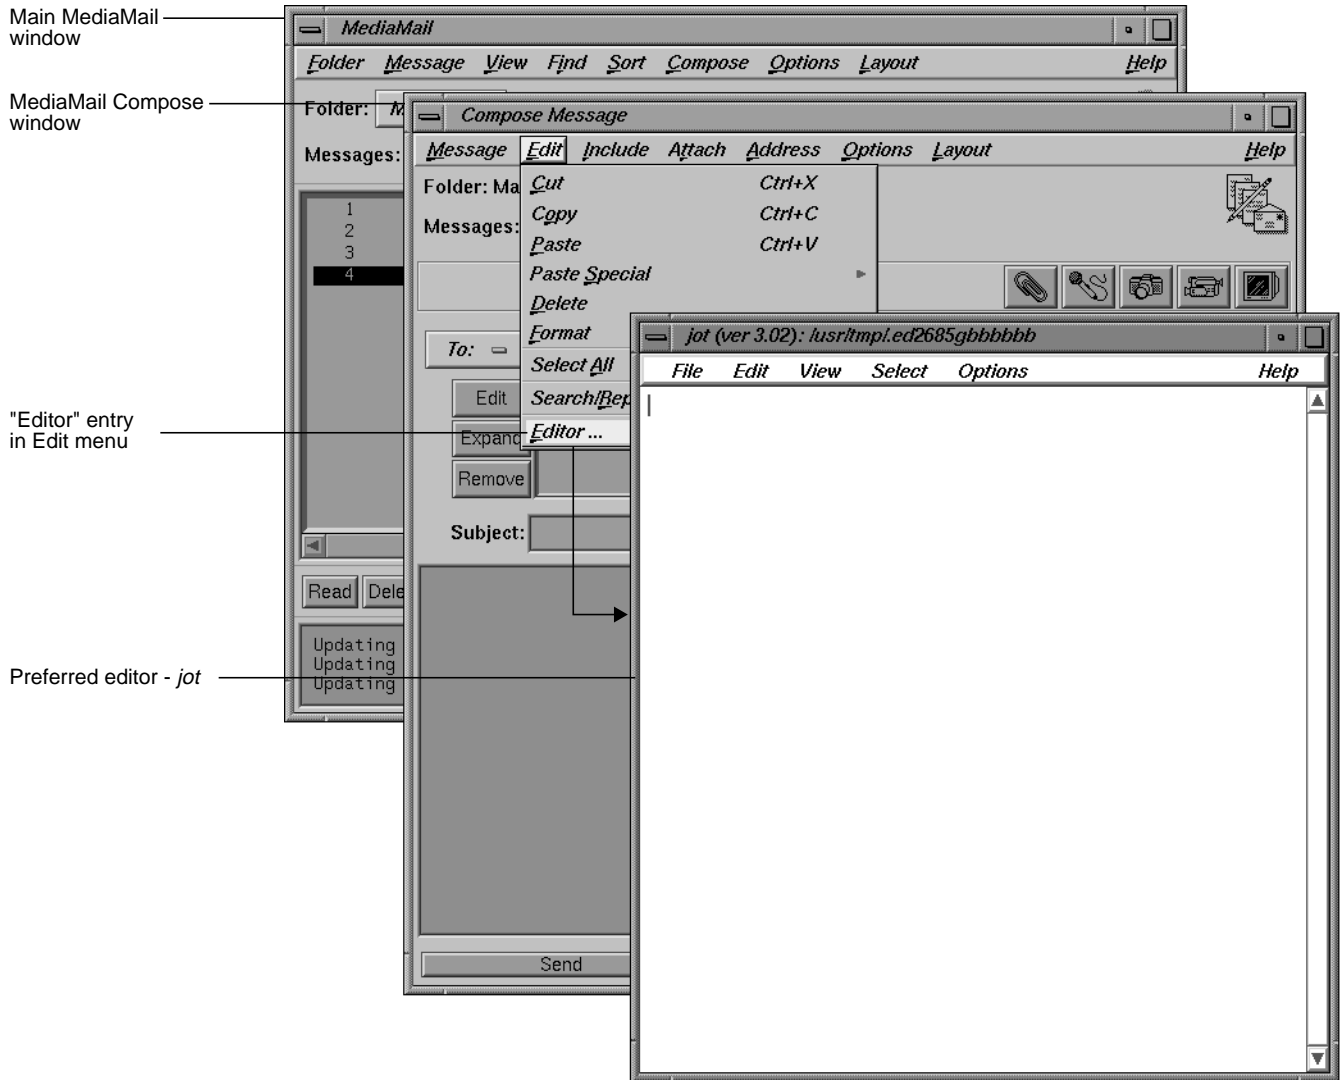 Main MediaMail
window
MediaMail
Folder Message View Find Sort Compose Options Layout Help
MediaMail Compose
window
Folder:
Compose Message
Messages:
Message Edit Include Attach Address Options Layout Help
Folder: Ma
Messages:
Cut Ctrl+X
Copy Ctrl+C
Paste Ctrl+V
Paste Special
Delete
Format
Select All
Search/Rep
Editor ...
1
2
3
4
To:
Edit
Expand
Remove
Subject:
jot (ver 3.02): /usr/tmp/.ed2685gbbbbbb
File Edit View Select Options Help
"Editor" entry
in Edit menu
Read Dele
Updating
Updating
Updating
Preferred editor - jot
Send